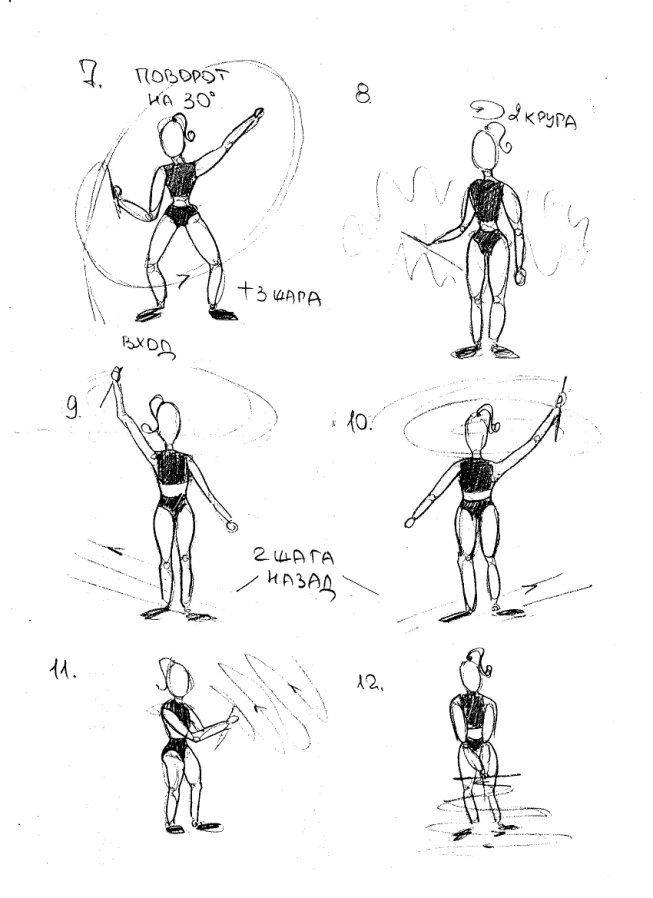 7.
ПОВОРОТ
НА 30°
8.
2 КРУГА
+3 ШАГА
ВХОД
9.
10.
2 ШАГА
НАЗАД
11.
12.